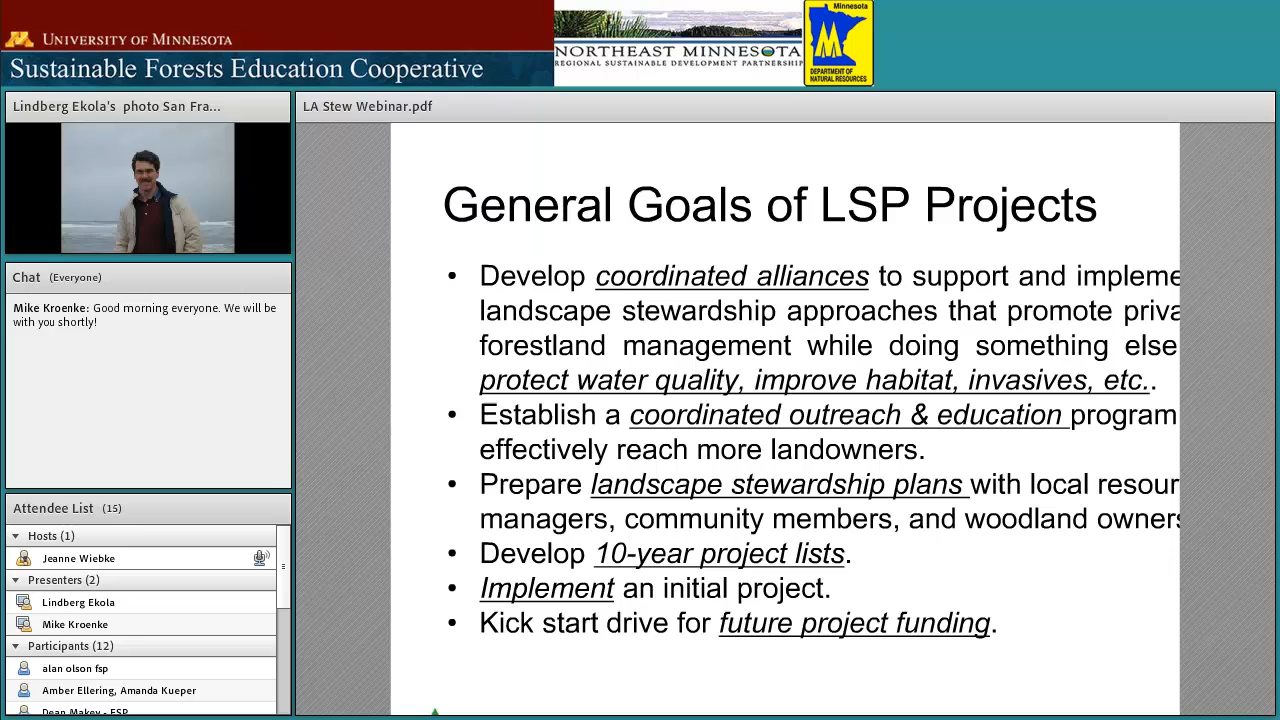 UNIVERSITY OF MINNESOTA
Sustainable Forests Education Cooperative
NORTHEAST MINNESOTA
REGIONAL SUSTAINABLE DEVELOPMENT PARTNERSHIP
Minnesota
M
DEPARTMENT OF
NATURAL RESOURCES
Lindberg Ekola's photo San Fra...
Chat (Everyone)
Mike Kroenke: Good morning everyone. We will be
with you shortly!
Attendee List (15)
Hosts (1)
Jeanne Wiebke
Presenters (2)
Lindberg Ekola
Mike Kroenke
Participants (12)
alan olson fsp
Amber Ellering, Amanda Kueper
Dean Makey - FSP
LA Stew Webinar.pdf
General Goals of LSP Projects
• Develop coordinated alliances to support and impleme
landscape stewardship approaches that promote priva
forestland management while doing something else
protect water quality, improve habitat, invasives, etc..
• Establish a coordinated outreach & education program
effectively reach more landowners.
• Prepare landscape stewardship plans with local resour
managers, community members, and woodland owners
• Develop 10-year project lists.
• Implement an initial project.
• Kick start drive for future project funding.